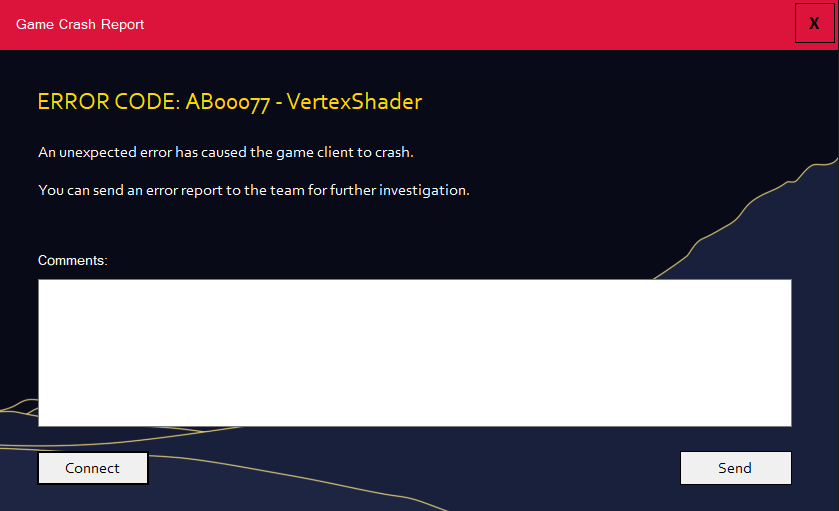 Game Crash Report
X
ERROR CODE: AB00077 - VertexShader
An unexpected error has caused the game client to crash.
You can send an error report to the team for further investigation.
Comments:
Connect
Send